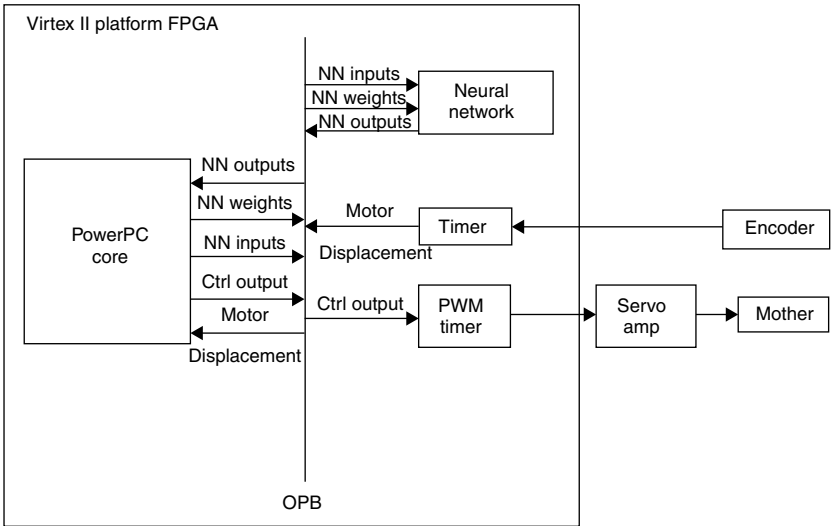 Virtex II platform FPGA
NN inputs
NN weights
NN outputs
Neural
network
PowerPC
core
NN outputs
NN weights
NN inputs
Ctrl output
Motor
Displacement
Motor
Displacement
Timer
Encoder
Ctrl output
PWM
timer
Servo
amp
Mother
OPB